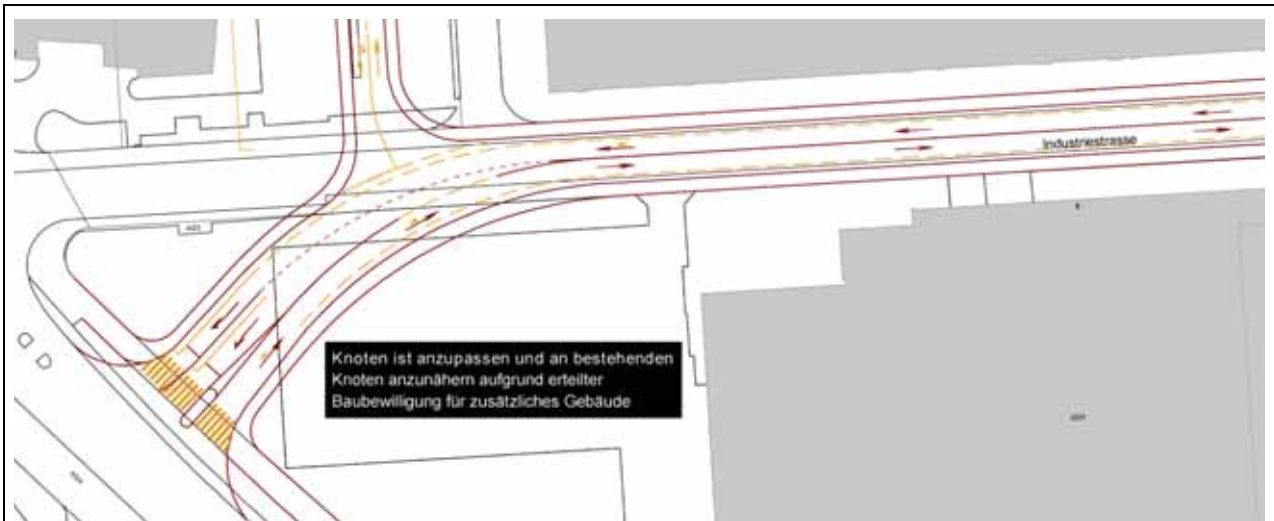 Industriestrasse
Knoten ist anzupassen und an bestehenden
Knoten anzunähern aufgrund erteilter
Baubewilligung für zusätzliches Gebäude